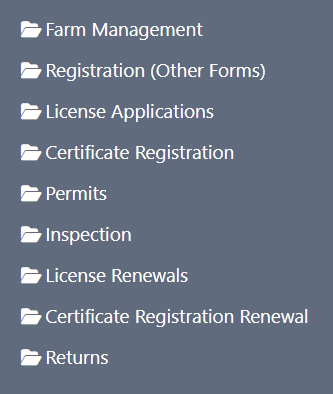 Farm Management
Registration (Other Forms)
License Applications
Certificate Registration
Permits
Inspection
License Renewals
Certificate Registration Renewal
Returns